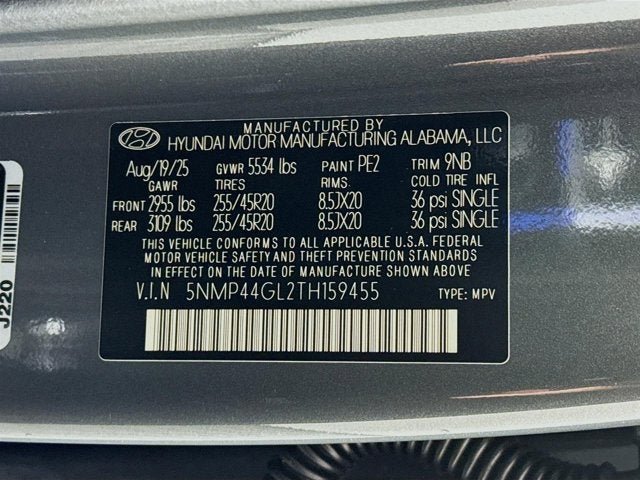 MANUFACTURED BY
HYUNDAI MOTOR MANUFACTURING ALABAMA, LLC
Aug/19/25 GVWR 5534 lbs PAINT PE2 TRIM 9NB
GAWR TIRES RIMS. COLD TIRE INFL
FRONT 2955 lbs 255/45R20 8.5JX20 36 psi SINGLE
REAR 3109 lbs 255/45R20 8.5JX20 36 psi SINGLE
THIS VEHICLE CONFORMS TO ALL APPLICABLE U.S.A. FEDERAL
MOTOR VEHICLE SAFETY AND THEFT PREVENTION STANDARDS
IN EFFECT ON THE DATE OF MANUFACTURE SHOWN ABOVE
V.I.N 5NMP44GL2TH159455 TYPE: MPV
J220